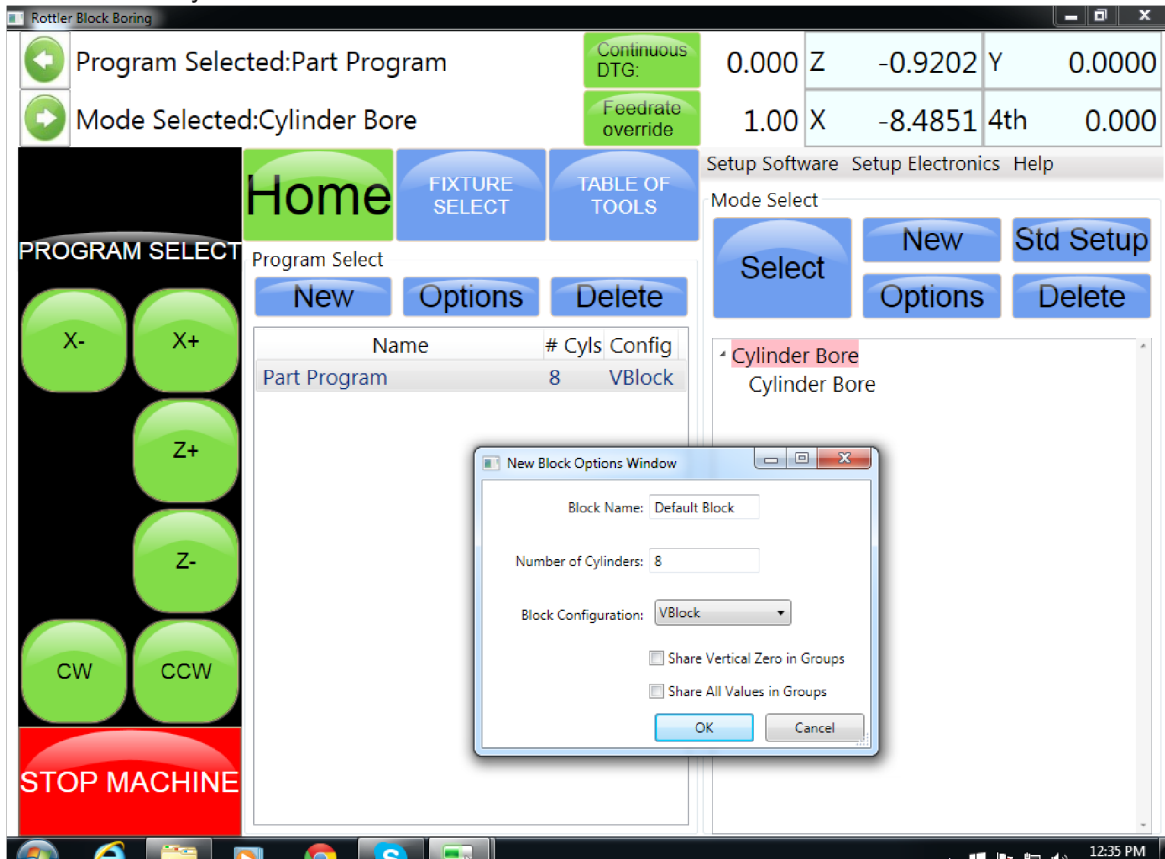 Rottler Block Boring
Program Selected:Part Program
Continuous DTG:
0.000 Z -0.9202 Y 0.0000
Mode Selected:Cylinder Bore
Feedrate override
1.00 X -8.4851 4th 0.000
PROGRAM SELECT
X- X+
Z+
Z-
CW CCW
STOP MACHINE
Home
FIXTURE SELECT
TABLE OF TOOLS
Program Select
New Options Delete
Name # Cyls Config
Part Program 8 VBlock
Setup Software Setup Electronics Help
Mode Select
Select
New Std Setup
Options Delete
Cylinder Bore
Cylinder Bore
New Block Options Window
Block Name: Default Block
Number of Cylinders: 8
Block Configuration: VBlock
Share Vertical Zero in Groups
Share All Values in Groups
OK Cancel
12:35 PM